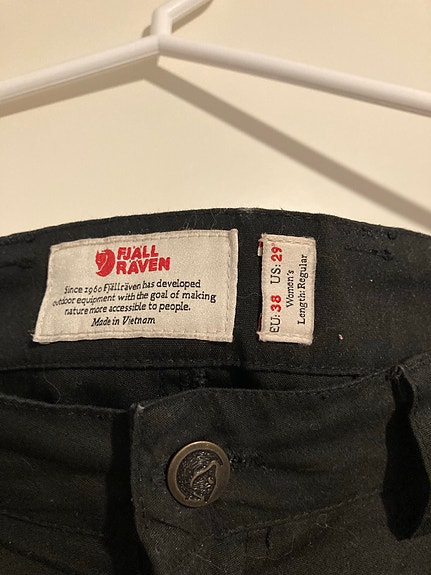 FJÄLL
RÄVEN
Since 1960 Fjällräven has developed
outdoor equipment with the goal of making
nature more accessible to people.
Made in Vietnam
EU: 38 US: 29
Women's
Length: Regular